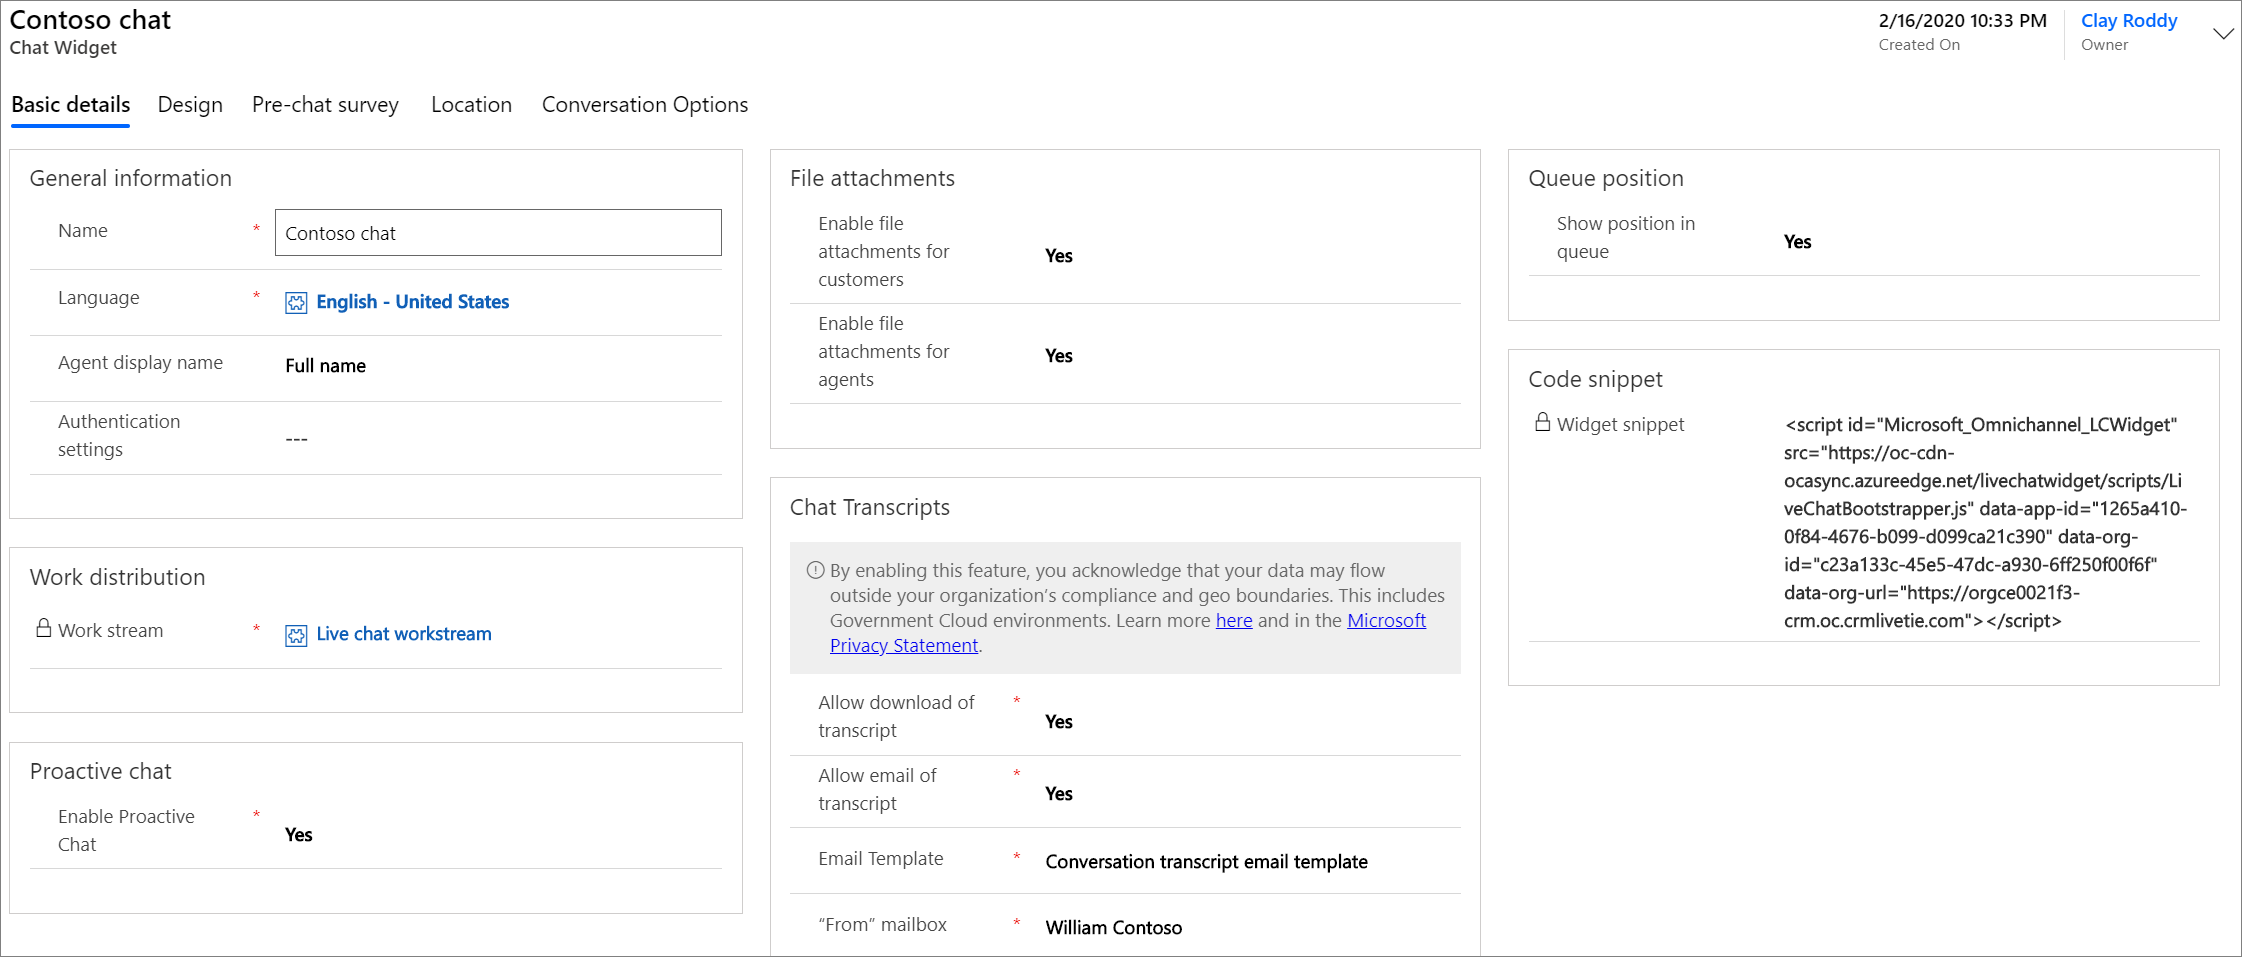 Contoso chat
Chat Widget
2/16/2020 10:33 PM
Created On
Clay Roddy
Owner
Basic details
Design
Pre-chat survey
Location
Conversation Options
General information
Name *
Contoso chat
Language *
English - United States
Agent display name
Full name
Authentication
settings
---
Work distribution
Work stream *
Live chat workstream
Proactive chat
Enable Proactive *
Chat
Yes
File attachments
Enable file
attachments for
customers
Yes
Enable file
attachments for
agents
Yes
Chat Transcripts
By enabling this feature, you acknowledge that your data may flow
outside your organization’s compliance and geo boundaries. This includes
Government Cloud environments. Learn more here and in the Microsoft
Privacy Statement.
Allow download of *
transcript
Yes
Allow email of *
transcript
Yes
Email Template *
Conversation transcript email template
“From” mailbox *
William Contoso
Queue position
Show position in
queue
Yes
Code snippet
Widget snippet
<script id="Microsoft_Omnichannel_LCWidget"
src="https://oc-cdn-
ocasync.azureedge.net/livechatwidget/scripts/Li
veChatBootstrapper.js" data-app-id="1265a410-
0f84-4676-b099-d099ca21c390" data-org-
id="c23a133c-45e5-47dc-a930-6ff250f00f6f"
data-org-url="https://orgce0021f3-
crm.oc.crmlivetie.com"></script>